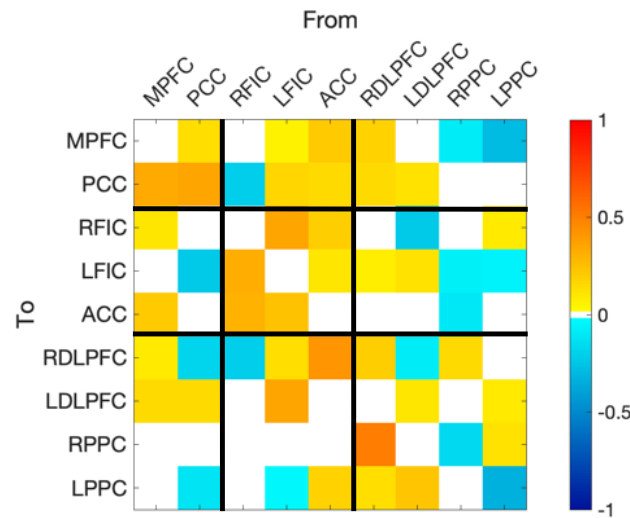 From
MPFC PCC RFIC LFIC ACC RDLPFC LDLPFC RPPC LPPC
To
MPFC
PCC
RFIC
LFIC
ACC
RDLPFC
LDLPFC
RPPC
LPPC
1
0.5
0
-0.5
-1